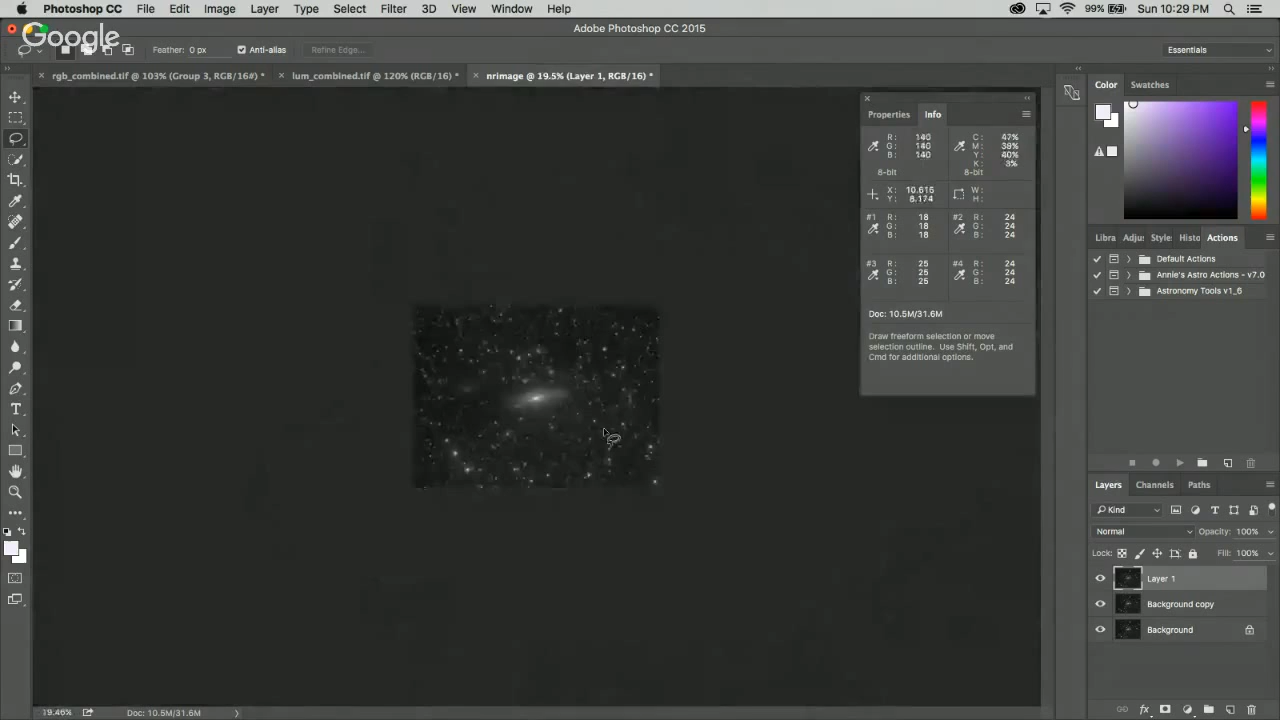 Photoshop CC File Edit Image Layer Type Select Filter 3D View Window Help 99% Sun 10:29 PM
Google
Adobe Photoshop CC 2015
Feather: 0 px Anti-alias Refine Edge... Essentials
rgb_combined.tif @ 103% (Group 3, RGB/16#) * lum_combined.tif @ 120% (RGB/16) * nrimage @ 19.5% (Layer 1, RGB/16) *
Color Swatches
Properties Info
R: 140 C: 47%
G: 140 M: 38%
B: 140 Y: 40%
K: 3%
8-bit 8-bit
X: 10.615 W:
Y: 8.174 H:
#1 R: 18 #2 R: 24
G: 18 G: 24
B: 18 B: 24
#3 R: 25 #4 R: 24
G: 25 G: 24
B: 25 B: 24
Doc: 10.5M/31.6M
Draw freeform selection or move
selection outline. Use Shift, Opt, and
Cmd for additional options.
Libra Adju Style Histo Actions
Default Actions
Annie's Astro Actions - v7.0
Astronomy Tools v1_6
Layers Channels Paths
Kind
Normal Opacity: 100%
Lock: Fill: 100%
Layer 1
Background copy
Background
19.46% Doc: 10.5M/31.6M
fx